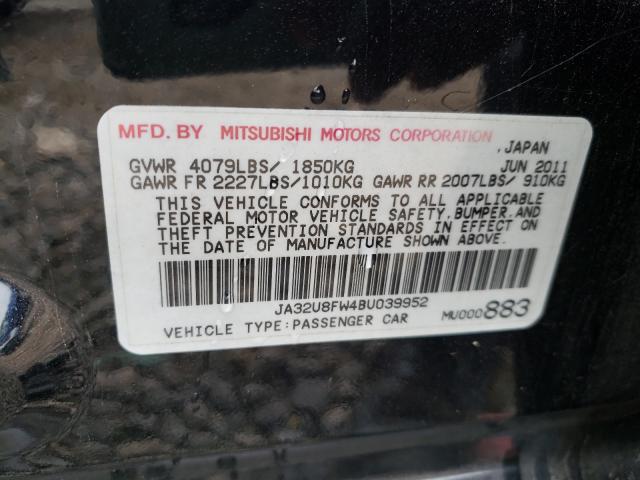 MFD. BY MITSUBISHI MOTORS CORPORATION
, JAPAN
GVWR 4079LBS/ 1850KG JUN 2011
GAWR FR 2227LBS/1010KG GAWR RR 2007LBS/ 910KG
THIS VEHICLE CONFORMS TO ALL APPLICABLE
FEDERAL MOTOR VEHICLE SAFETY, BUMPER, AND
THEFT PREVENTION STANDARDS IN EFFECT ON
THE DATE OF MANUFACTURE SHOWN ABOVE.
JA32U8FW4BU039952
VEHICLE TYPE:PASSENGER CAR MU000883